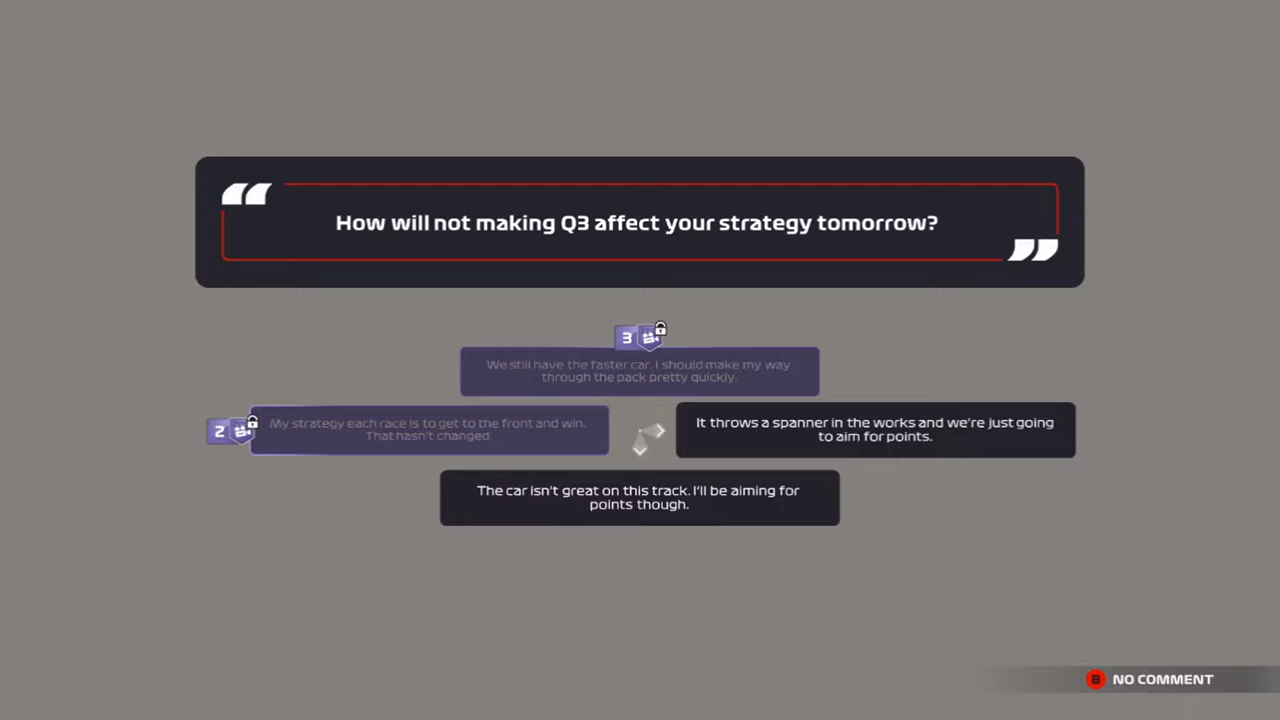 How will not making Q3 affect your strategy tomorrow?
3
We still have the faster car. I should make my way
through the pack pretty quickly.
2
My strategy each race is to get to the front and win.
That hasn't changed.
It throws a spanner in the works and we're just going
to aim for points.
The car isn't great on this track. I'll be aiming for
points though.
B NO COMMENT